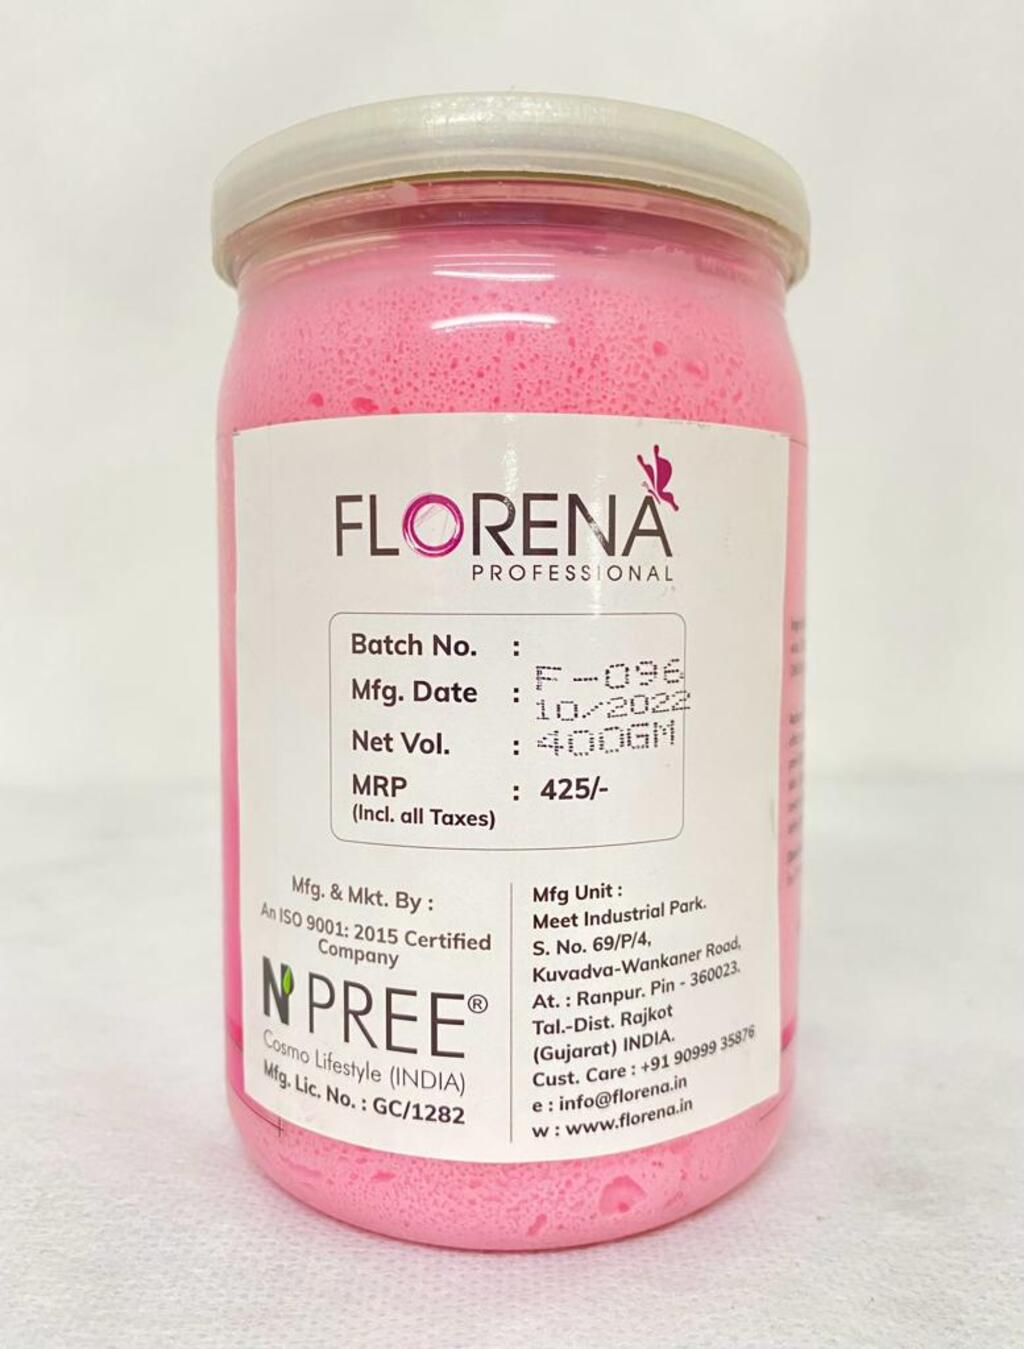 FLORENA
PROFESSIONAL
Batch No. : F-096
Mfg. Date : 10/2022
Net Vol. : 400GM
MRP : 425/-
(Incl. all Taxes)
Mfg. & Mkt. By :
An ISO 9001: 2015 Certified
Company
N PREE®
Cosmo Lifestyle (INDIA)
Mfg. Lic. No. : GC/1282
Mfg Unit :
Meet Industrial Park.
S. No. 69/P/4,
Kuvadva-Wankaner Road,
At. : Ranpur. Pin - 360023.
Tal.-Dist. Rajkot
(Gujarat) INDIA.
Cust. Care : +91 90999 35876
e : info@florena.in
w : www.florena.in